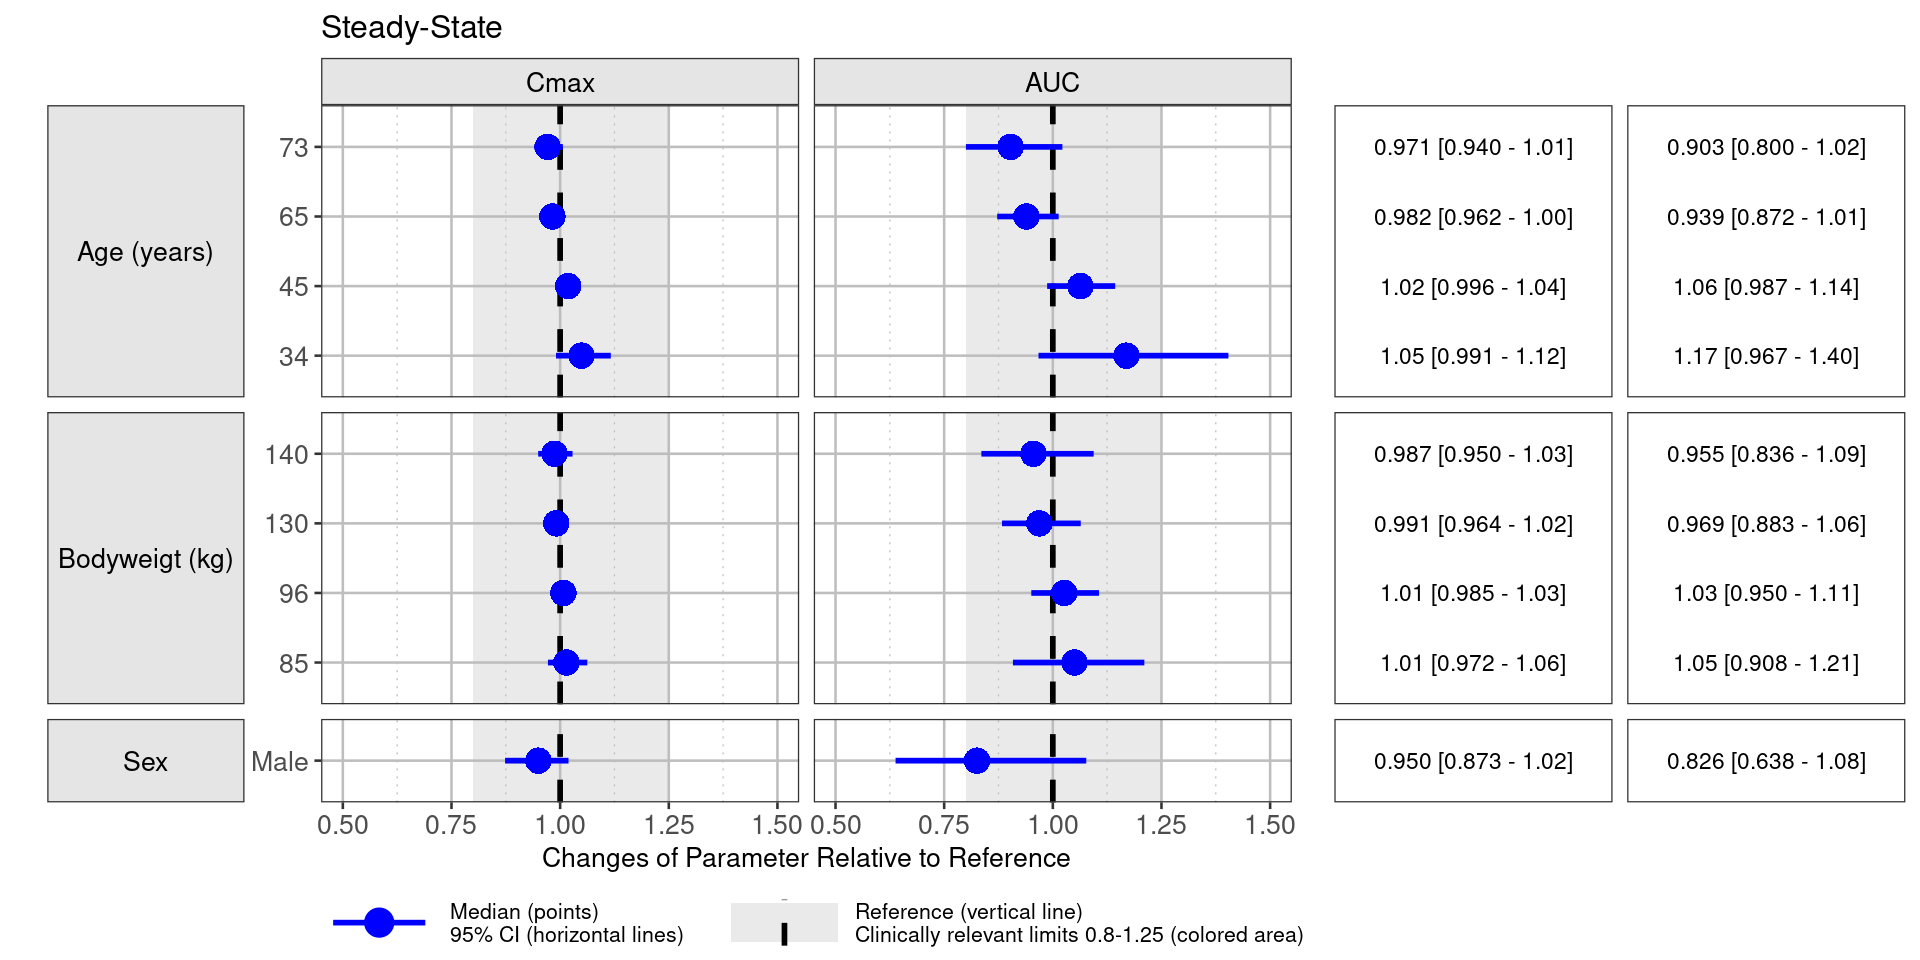 Steady-State
Cmax AUC
Age (years)
73 0.971 [0.940 - 1.01] 0.903 [0.800 - 1.02]
65 0.982 [0.962 - 1.00] 0.939 [0.872 - 1.01]
45 1.02 [0.996 - 1.04] 1.06 [0.987 - 1.14]
34 1.05 [0.991 - 1.12] 1.17 [0.967 - 1.40]
Bodyweigt (kg)
140 0.987 [0.950 - 1.03] 0.955 [0.836 - 1.09]
130 0.991 [0.964 - 1.02] 0.969 [0.883 - 1.06]
96 1.01 [0.985 - 1.03] 1.03 [0.950 - 1.11]
85 1.01 [0.972 - 1.06] 1.05 [0.908 - 1.21]
Sex Male 0.950 [0.873 - 1.02] 0.826 [0.638 - 1.08]
0.50 0.75 1.00 1.25 1.50 0.50 0.75 1.00 1.25 1.50
Changes of Parameter Relative to Reference
Median (points)
95% CI (horizontal lines)
Reference (vertical line)
Clinically relevant limits 0.8-1.25 (colored area)